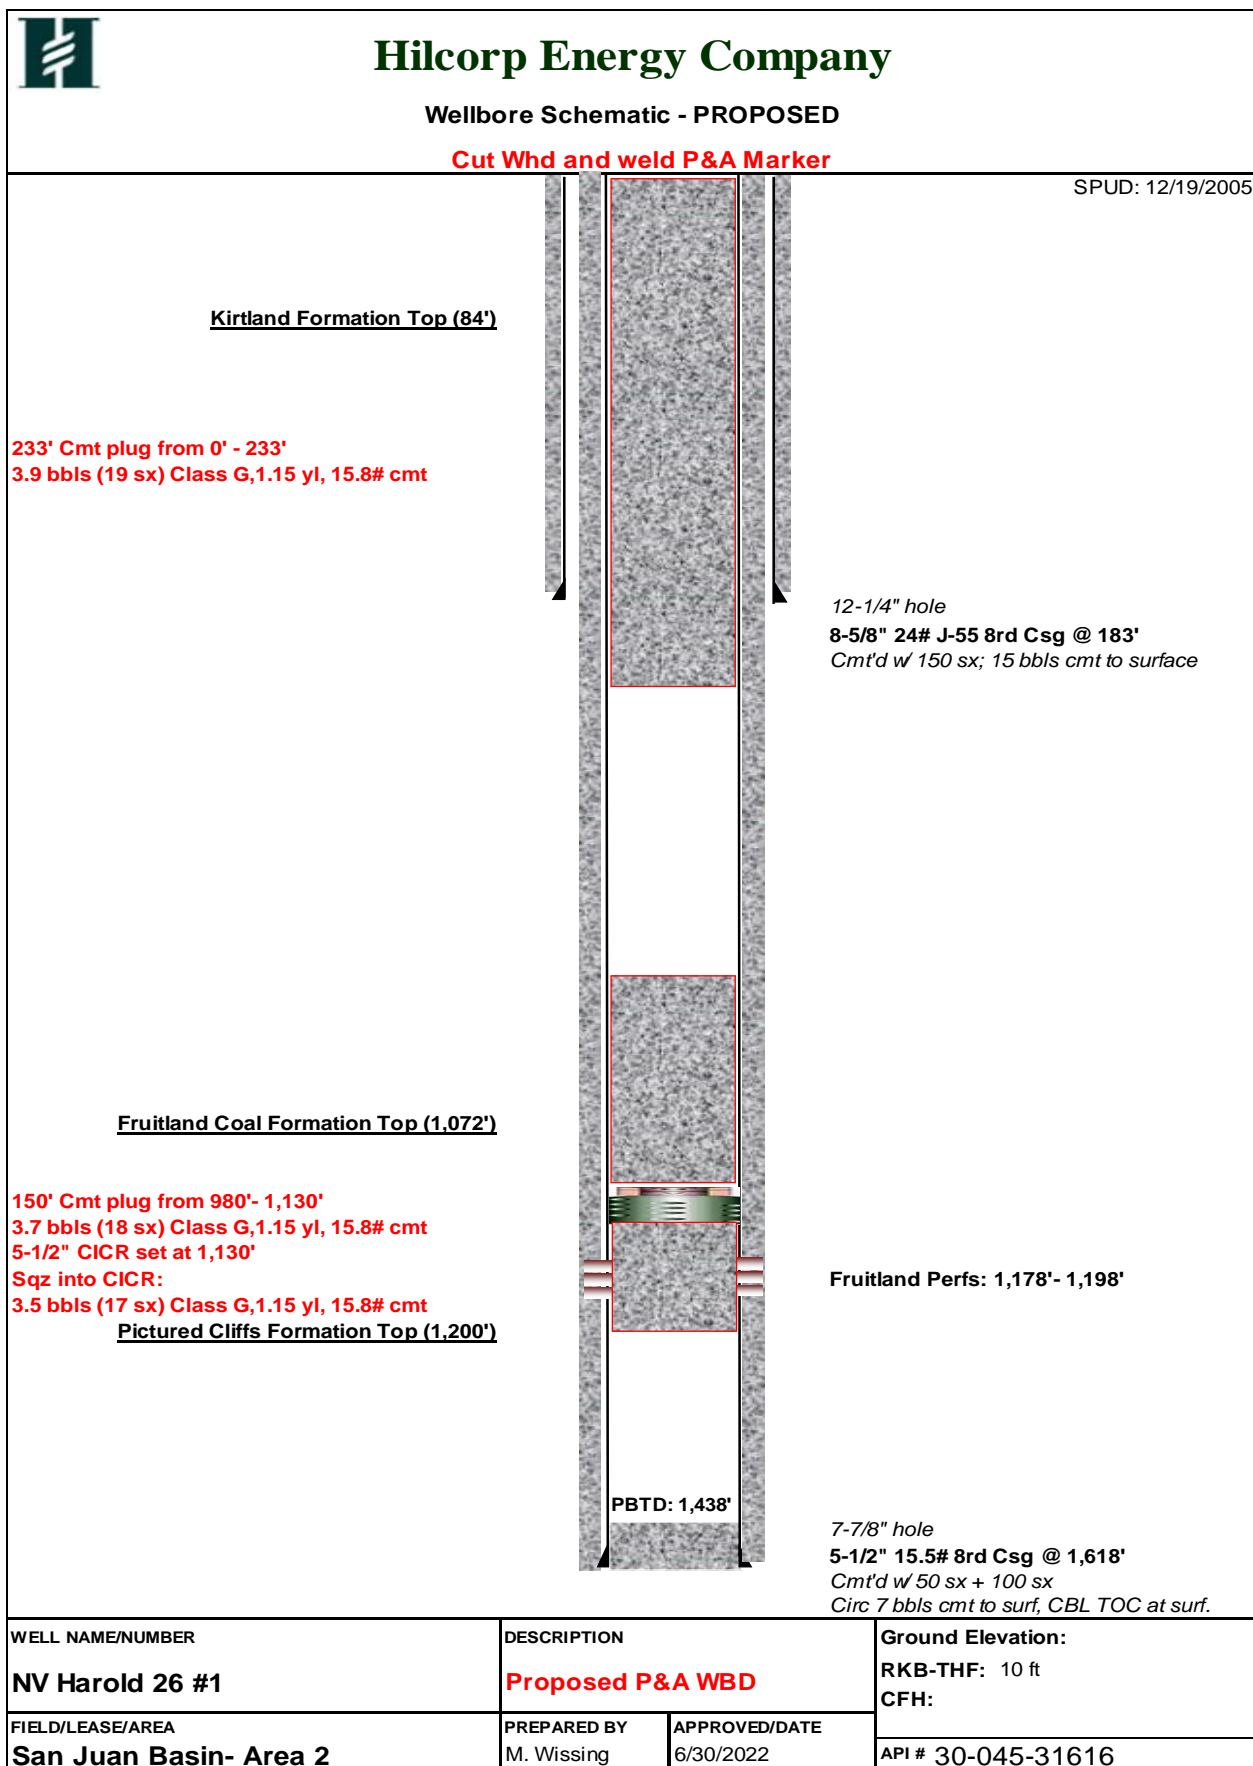 Hilcorp Energy Company
Wellbore Schematic - PROPOSED
Cut Whd and weld P&A Marker
SPUD: 12/19/2005
Kirtland Formation Top (84')
233' Cmt plug from 0' - 233'
3.9 bbls (19 sx) Class G,1.15 yl, 15.8# cmt
12-1/4" hole
8-5/8" 24# J-55 8rd Csg @ 183'
Cmt'd w/ 150 sx; 15 bbls cmt to surface
Fruitland Coal Formation Top (1,072')
150' Cmt plug from 980'- 1,130'
3.7 bbls (18 sx) Class G,1.15 yl, 15.8# cmt
5-1/2" CICR set at 1,130'
Sqz into CICR:
3.5 bbls (17 sx) Class G,1.15 yl, 15.8# cmt
Fruitland Perfs: 1,178'- 1,198'
Pictured Cliffs Formation Top (1,200')
PBTD: 1,438'
7-7/8" hole
5-1/2" 15.5# 8rd Csg @ 1,618'
Cmt'd w/ 50 sx + 100 sx
Circ 7 bbls cmt to surf, CBL TOC at surf.
WELL NAME/NUMBER
NV Harold 26 #1
DESCRIPTION
Proposed P&A WBD
Ground Elevation:
RKB-THF: 10 ft
CFH:
FIELD/LEASE/AREA
San Juan Basin- Area 2
PREPARED BY
M. Wissing
APPROVED/DATE
6/30/2022
API # 30-045-31616